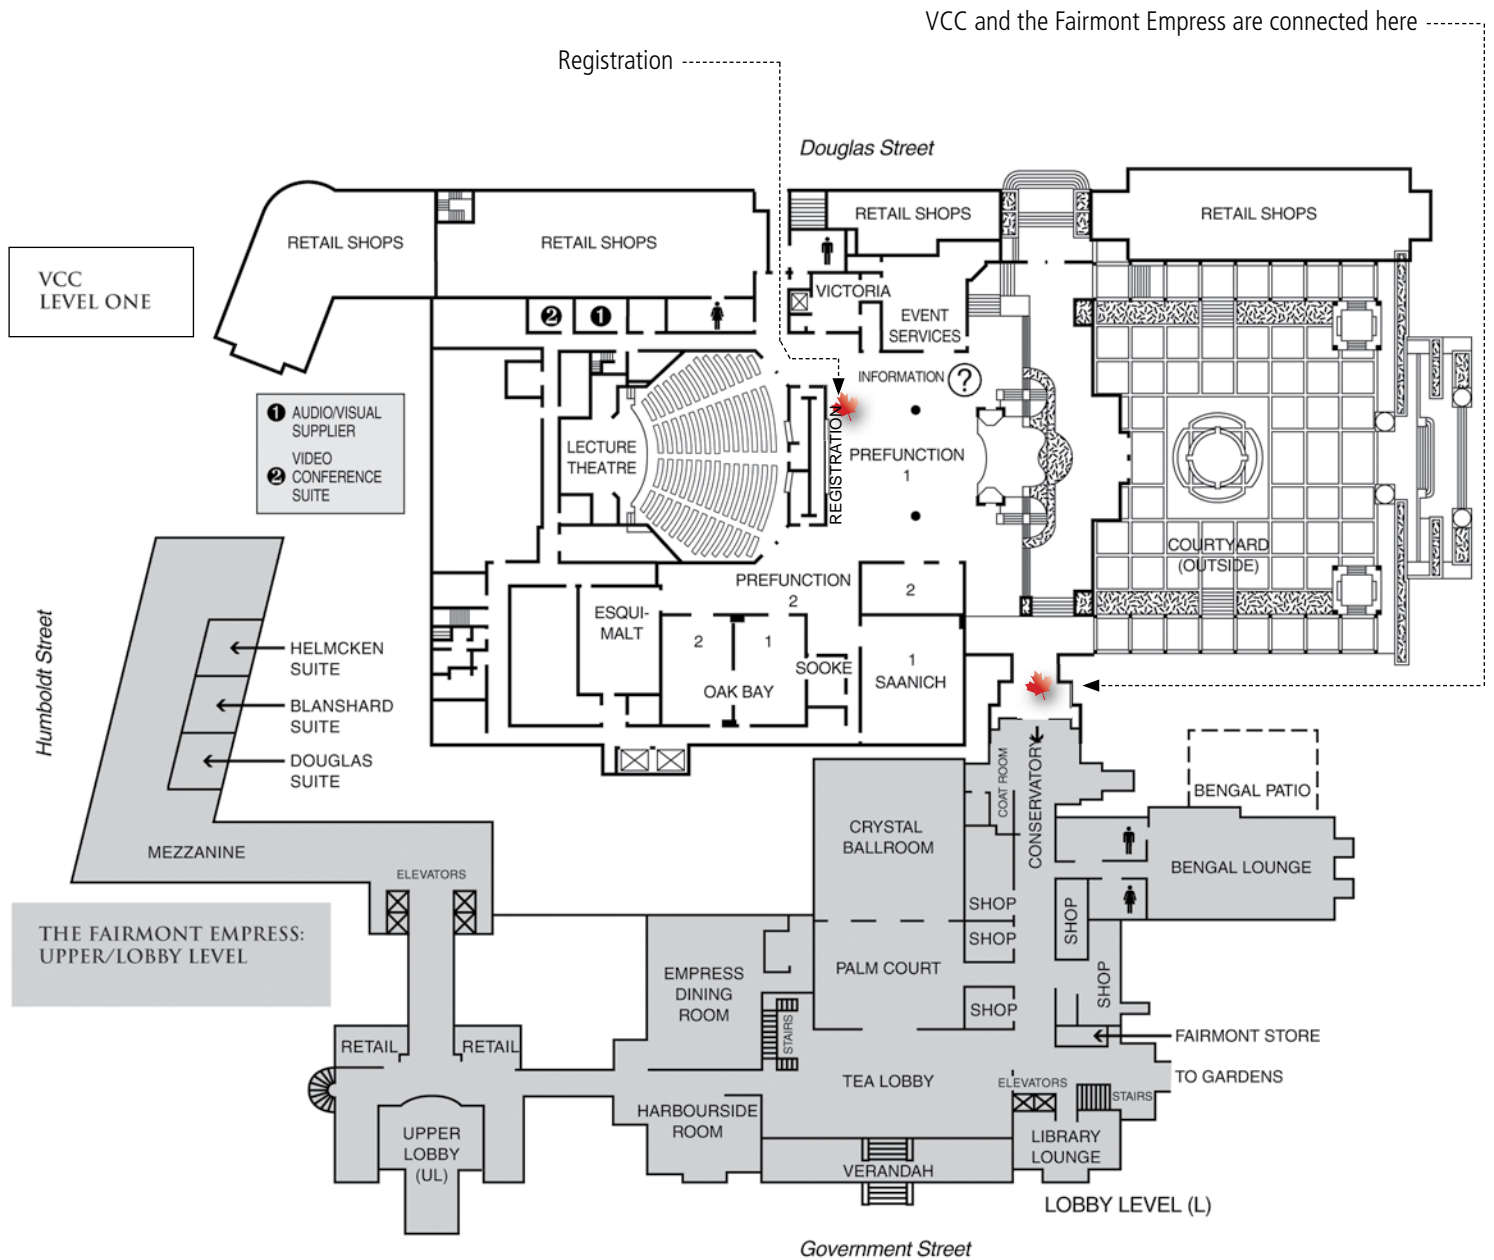 VCC and the Fairmont Empress are connected here
Registration
Douglas Street
RETAIL SHOPS
RETAIL SHOPS
RETAIL SHOPS
RETAIL SHOPS
VCC
LEVEL ONE
VICTORIA
EVENT
SERVICES
2
1
INFORMATION ?
1 AUDIO/VISUAL
SUPPLIER
2 VIDEO
CONFERENCE
SUITE
LECTURE
THEATRE
REGISTRATION
PREFUNCTION
1
COURTYARD
(OUTSIDE)
PREFUNCTION
2
2
ESQUI-
MALT
2
1
OAK BAY
SOOKE
1
SAANICH
Humboldt Street
HELMCKEN
SUITE
BLANSHARD
SUITE
DOUGLAS
SUITE
MEZZANINE
ELEVATORS
THE FAIRMONT EMPRESS:
UPPER/LOBBY LEVEL
COAT ROOM
CONSERVATORY
BENGAL PATIO
CRYSTAL
BALLROOM
BENGAL LOUNGE
SHOP
SHOP
SHOP
SHOP
SHOP
PALM COURT
EMPRESS
DINING
ROOM
STAIRS
FAIRMONT STORE
RETAIL
RETAIL
TEA LOBBY
TO GARDENS
ELEVATORS
STAIRS
HARBOURSIDE
ROOM
UPPER
LOBBY
(UL)
LIBRARY
LOUNGE
VERANDAH
LOBBY LEVEL (L)
Government Street